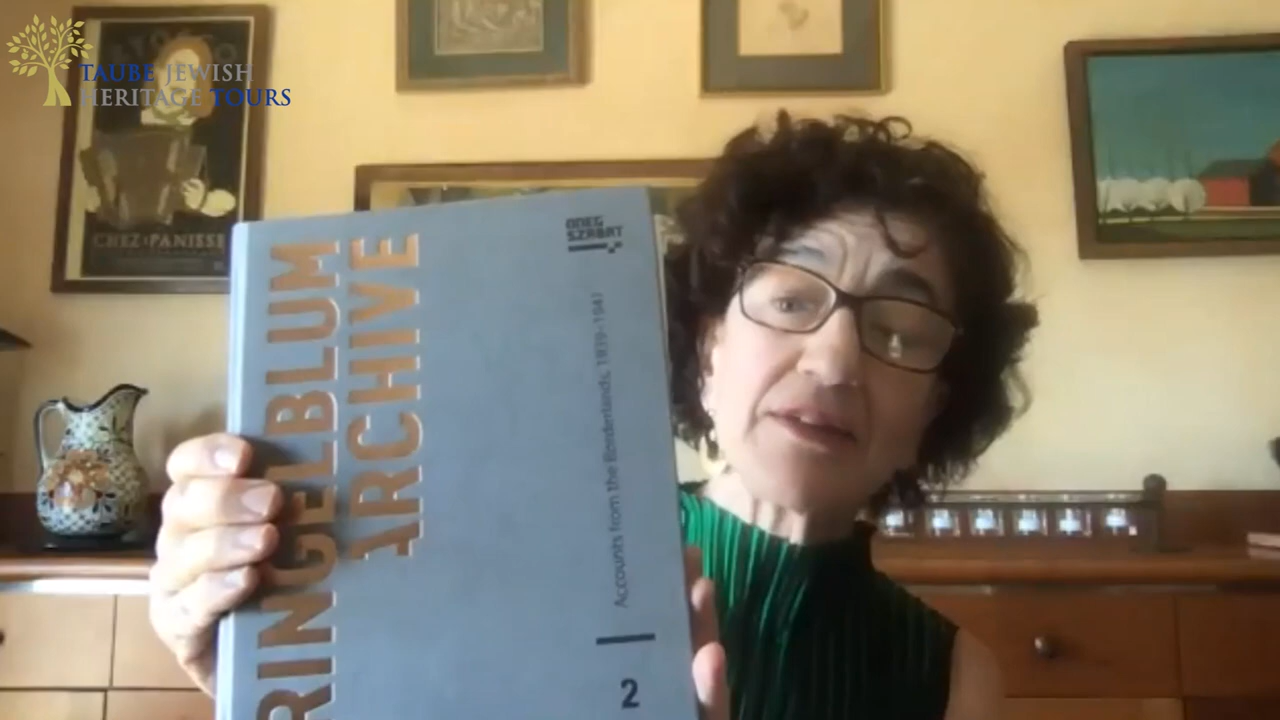 TAUBE JEWISH
HERITAGE TOURS
CHEZ PANISSE
RINGELBLUM
ARCHIVE
ONEG
SZABAT
Accounts from the Borderlands, 1939–1941
2